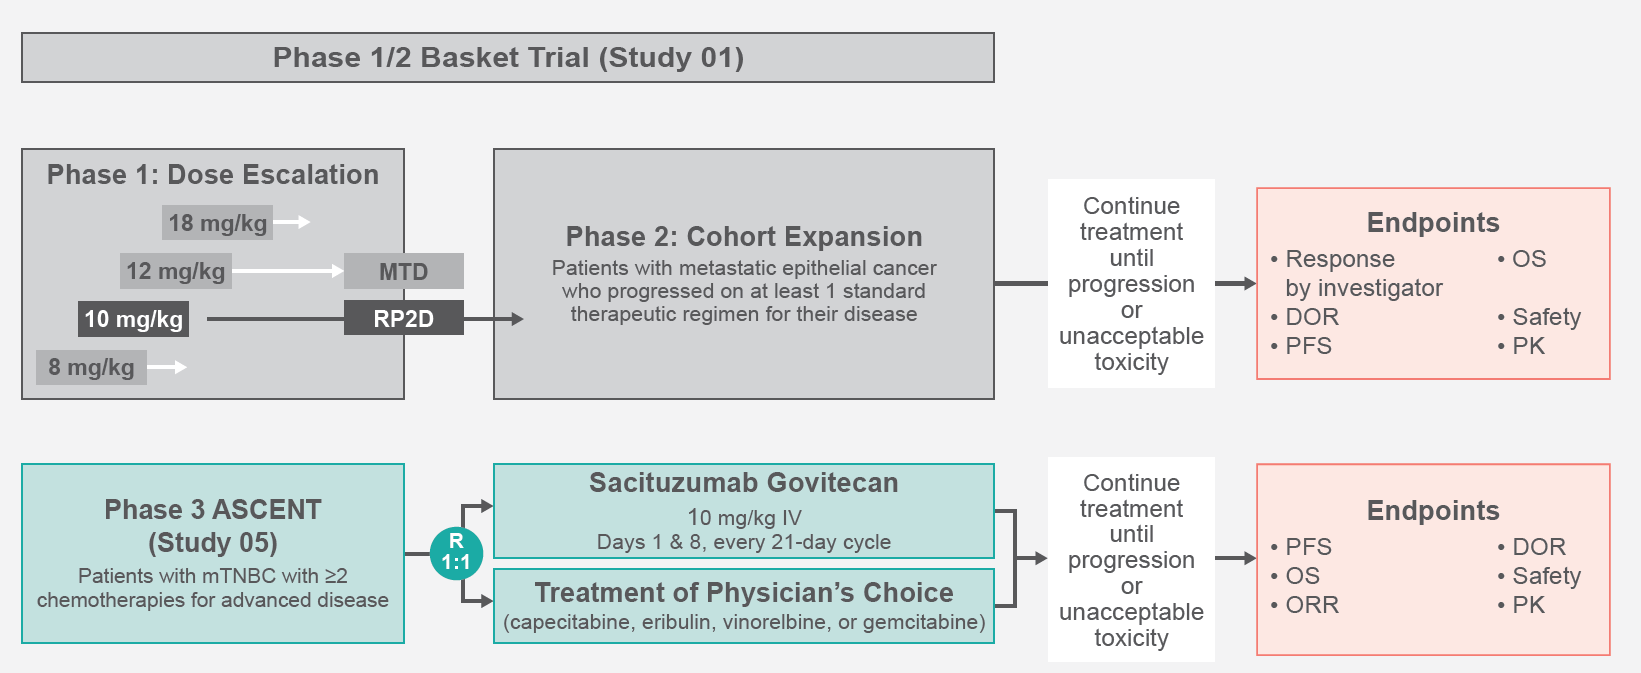 Phase 1/2 Basket Trial (Study 01)
Phase 1: Dose Escalation
18 mg/kg
12 mg/kg
MTD
10 mg/kg
RP2D
8 mg/kg
Phase 2: Cohort Expansion
Patients with metastatic epithelial cancer
who progressed on at least 1 standard
therapeutic regimen for their disease
Continue
treatment
until
progression
or
unacceptable
toxicity
Endpoints
• Response
by investigator
• DOR
• PFS
• OS
• Safety
• PK
Phase 3 ASCENT
(Study 05)
Patients with mTNBC with ≥2
chemotherapies for advanced disease
R
1:1
Sacituzumab Govitecan
10 mg/kg IV
Days 1 & 8, every 21-day cycle
Treatment of Physician’s Choice
(capecitabine, eribulin, vinorelbine, or gemcitabine)
Continue
treatment
until
progression
or
unacceptable
toxicity
Endpoints
• PFS
• OS
• ORR
• DOR
• Safety
• PK